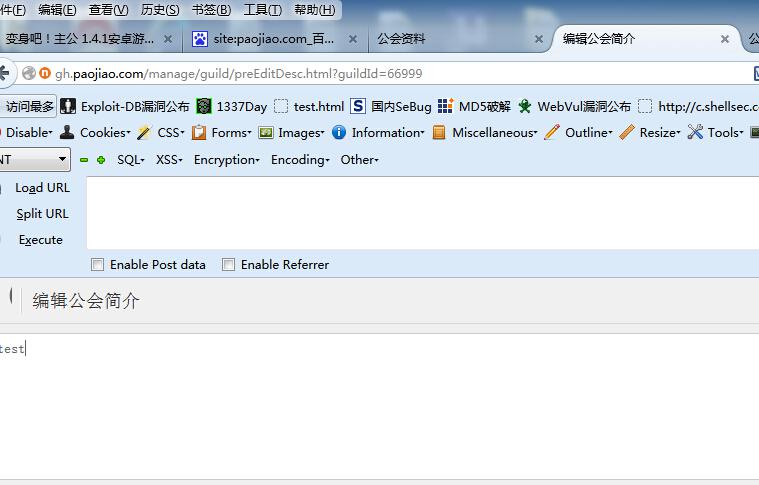 件(F) 编辑(E) 查看(V) 历史(S) 书签(B) 工具(T) 帮助(H)
变身吧！主公 1.4.1安卓游... × site:paojiao.com_百... × 公会资料 × 编辑公会简介 × 公
gh.paojiao.com/manage/guild/preEditDesc.html?guildId=66999
访问最多 Exploit-DB漏洞公布 1337Day test.html 国内SeBug MD5破解 WebVul漏洞公布 http://c.shellsec.c
Disable Cookies CSS Forms Images Information Miscellaneous Outline Resize Tools
NT SQL XSS Encryption Encoding Other
Load URL
Split URL
Execute
Enable Post data Enable Referrer
编辑公会简介
test